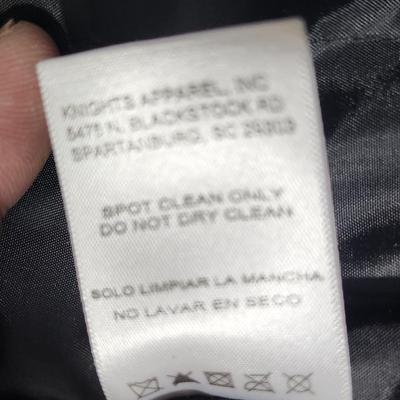 KNIGHTS APPAREL, INC
5475 N. BLACKSTOCK RD
SPARTANBURG, SC 29303
SPOT CLEAN ONLY
DO NOT DRY CLEAN
SOLO LIMPIAR LA MANCHA
NO LAVAR EN SECO